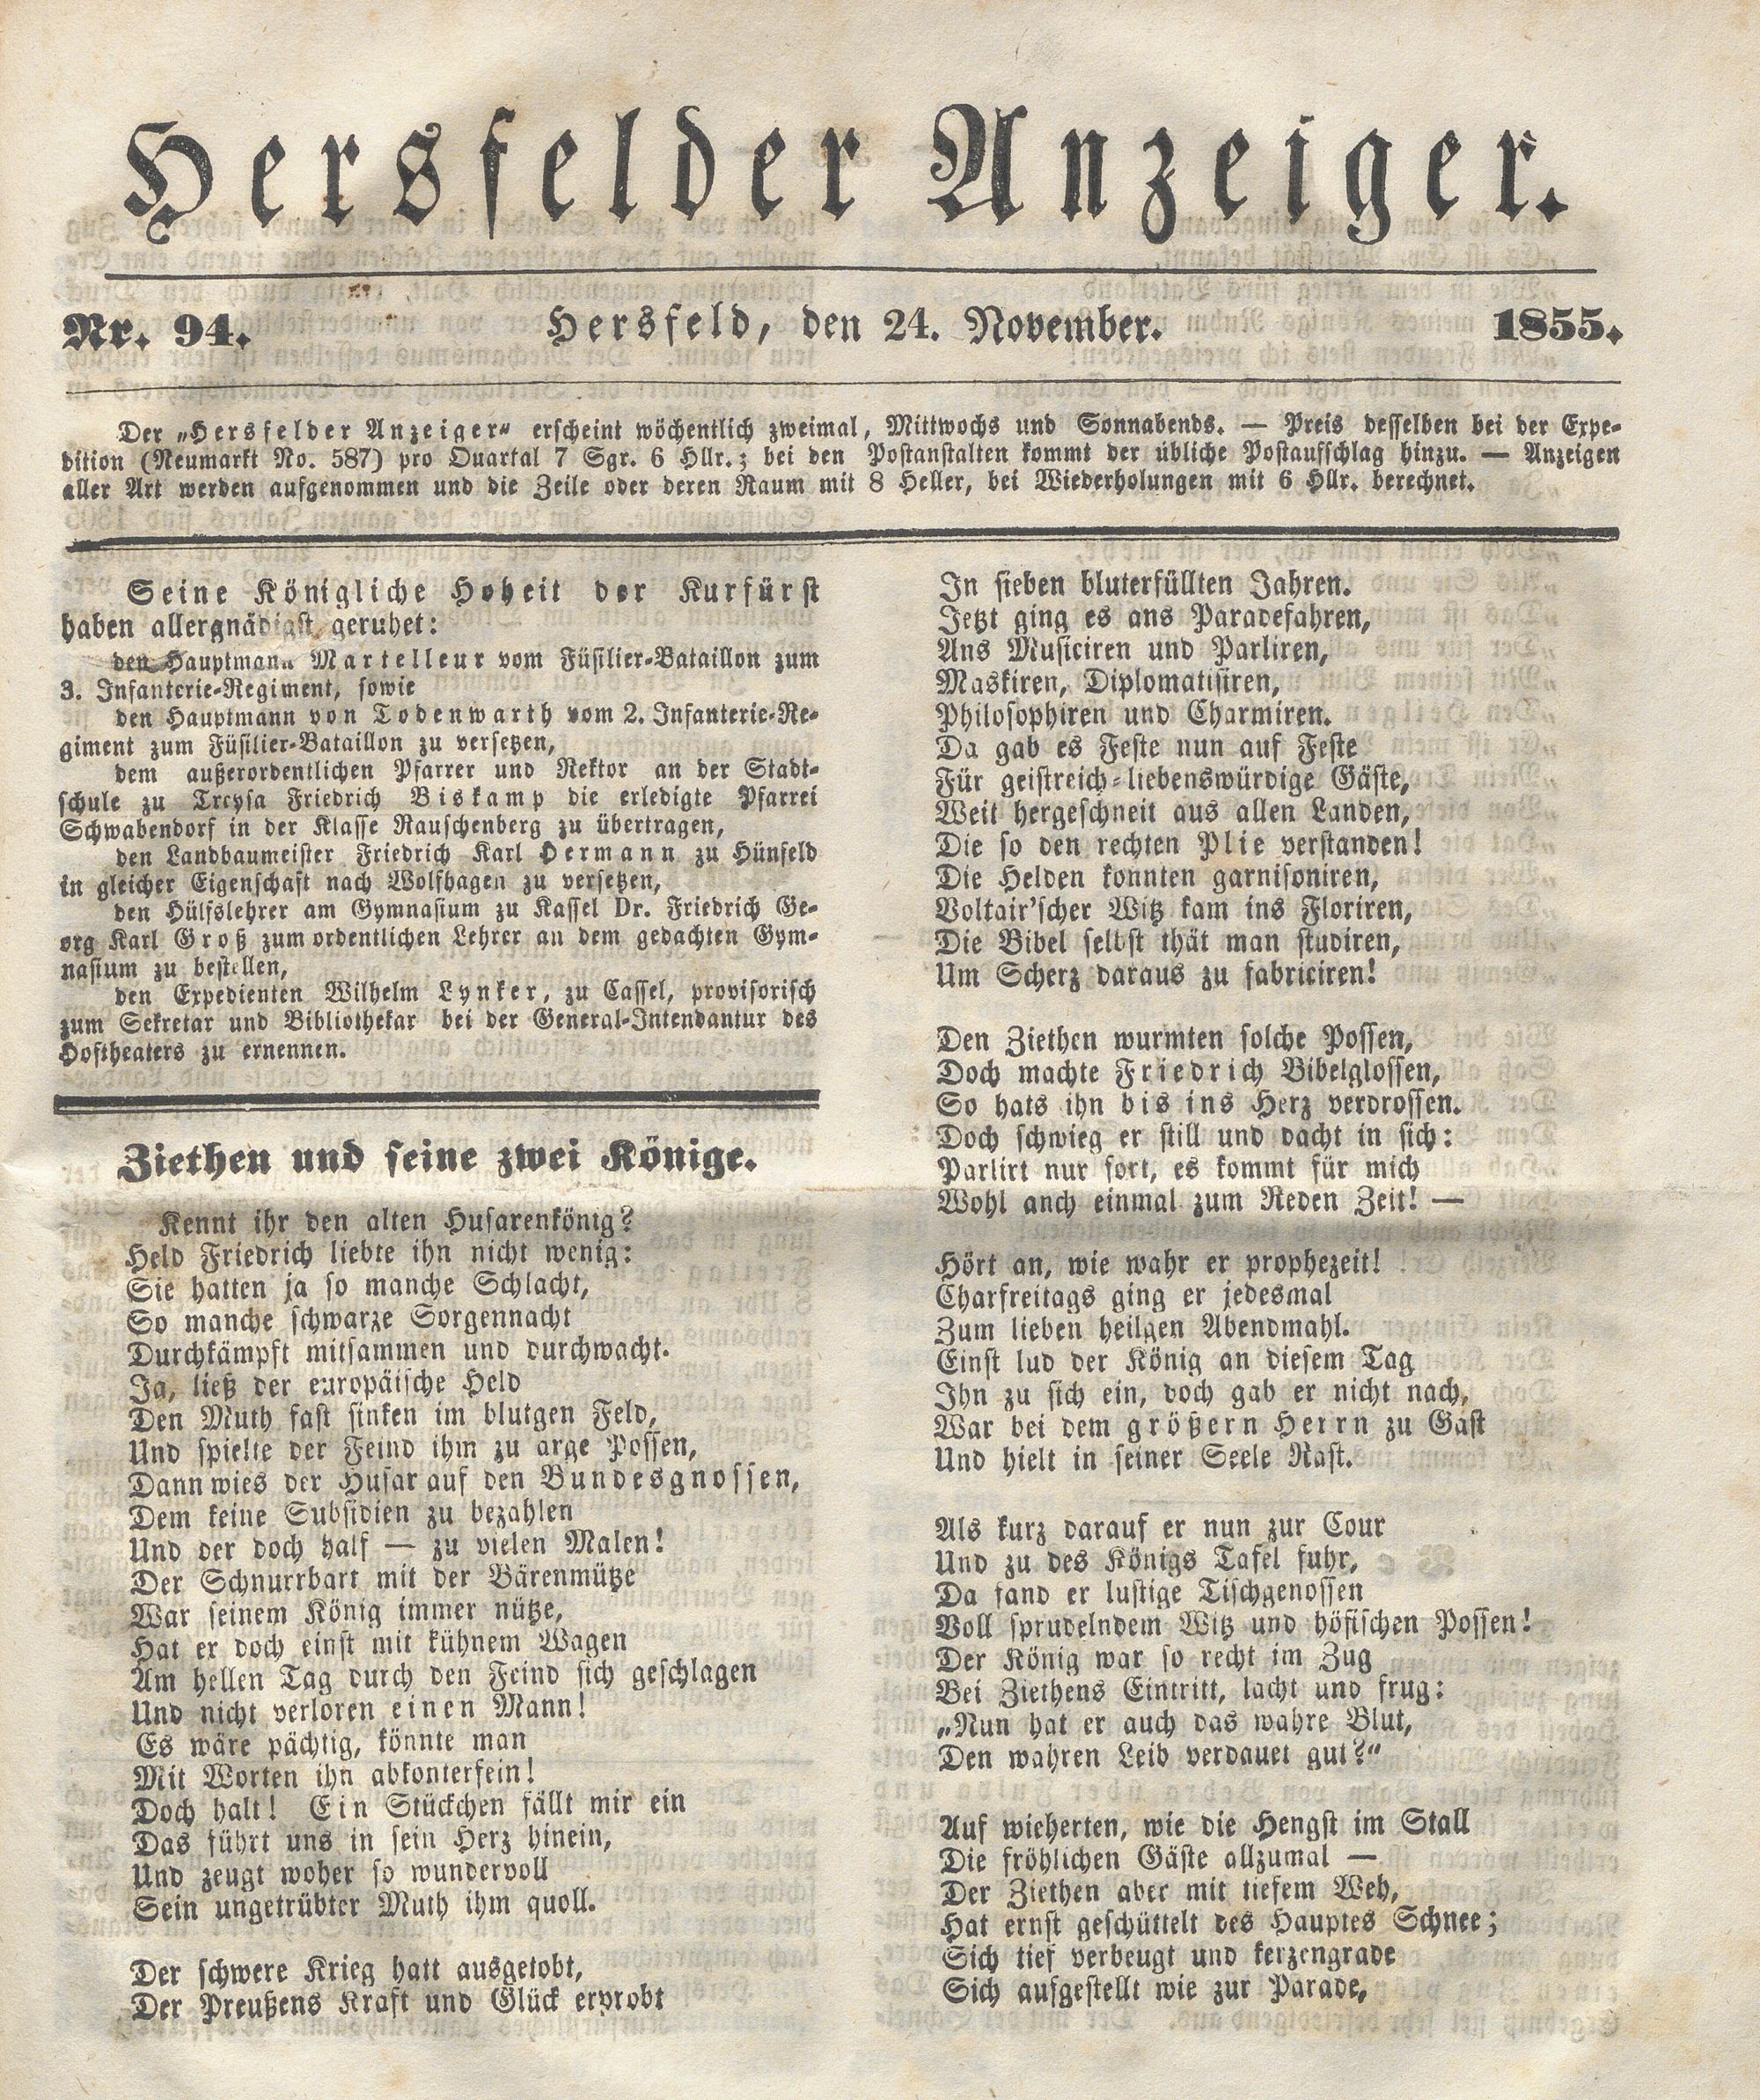 Hersfelder Anzeiger.
Nr. 94. Hersfeld, den 24. November. 1855.
Der „Hersfelder Anzeiger“ erscheint wöchentlich zweimal, Mittwochs und Sonnabends. — Preis desselben bei der Expe-
dition (Neumarkt No. 587) pro Quartal 7 Sgr. 6 Hllr.; bei den Postanstalten kommt der übliche Postaufschlag hinzu. — Anzeigen
aller Art werden aufgenommen und die Zeile oder deren Raum mit 8 Heller, bei Wiederholungen mit 6 Hllr. berechnet.
Seine Königliche Hoheit der Kurfürst
haben allergnädigst geruhet:
den Hauptmann Martelleur vom Füsilier-Bataillon zum
3. Infanterie-Regiment, sowie
den Hauptmann von Todenwarth vom 2. Infanterie-Re-
giment zum Füsilier-Bataillon zu versetzen,
dem außerordentlichen Pfarrer und Rektor an der Stadt-
schule zu Treysa Friedrich Biskamp die erledigte Pfarrei
Schwabendorf in der Klasse Rauschenberg zu übertragen,
den Landbaumeister Friedrich Karl Hermann zu Hünfeld
in gleicher Eigenschaft nach Wolfhagen zu versetzen,
den Hülfslehrer am Gymnasium zu Kassel Dr. Friedrich Ge-
org Karl Groß zum ordentlichen Lehrer an dem gedachten Gym-
nasium zu bestellen,
den Expedienten Wilhelm Lynker, zu Cassel, provisorisch
zum Sekretar und Bibliothekar bei der General-Intendantur des
Hoftheaters zu ernennen.
Ziethen und seine zwei Könige.
Kennt ihr den alten Husarenkönig?
Held Friedrich liebte ihn nicht wenig:
Sie hatten ja so manche Schlacht,
So manche schwarze Sorgennacht
Durchkämpft mitsammen und durchwacht.
Ja, ließ der europäische Held
Den Muth fast sinken im blutgen Feld,
Und spielte der Feind ihm zu arge Possen,
Dann wies der Husar auf den Bundesgnossen,
Dem keine Subsidien zu bezahlen
Und der doch half — zu vielen Malen!
Der Schnurrbart mit der Bärenmütze
War seinem König immer nütze,
Hat er doch einst mit kühnem Wagen
Am hellen Tag durch den Feind sich geschlagen
Und nicht verloren einen Mann!
Es wäre pächtig, könnte man
Mit Worten ihn abkonterfein!
Doch halt! Ein Stückchen fällt mir ein
Das führt uns in sein Herz hinein,
Und zeugt woher so wundervoll
Sein ungetrübter Muth ihm quoll.
Der schwere Krieg hatt ausgetobt,
Der Preußens Kraft und Glück erprobt
In sieben bluterfüllten Jahren.
Jetzt ging es ans Paradefahren,
Ans Musiciren und Parliren,
Maskiren, Diplomatisiren,
Philosophiren und Charmiren.
Da gab es Feste nun auf Feste
Für geistreich-liebenswürdige Gäste,
Weit hergeschneit aus allen Landen,
Die so den rechten Plie verstanden!
Die Helden konnten garnisoniren,
Voltair'scher Witz kam ins Floriren,
Die Bibel selbst thät man studiren,
Um Scherz daraus zu fabriciren!
Den Ziethen wurmten solche Possen,
Doch machte Friedrich Bibelglossen,
So hats ihn bis ins Herz verdrossen.
Doch schwieg er still und dacht in sich:
Parlirt nur fort, es kommt für mich
Wohl anch einmal zum Reden Zeit! —
Hört an, wie wahr er prophezeit!
Charfreitags ging er jedesmal
Zum lieben heilgen Abendmahl.
Einst lud der König an diesem Tag
Ihn zu sich ein, doch gab er nicht nach,
War bei dem größern Herrn zu Gast
Und hielt in seiner Seele Rast.
Als kurz darauf er nun zur Cour
Und zu des Königs Tafel fuhr,
Da fand er lustige Tischgenossen
Voll sprudelndem Witz und höfischen Possen!
Der König war so recht im Zug
Bei Ziethens Eintritt, lacht und frug:
„Nun hat er auch das wahre Blut,
Den wahren Leib verdauet gut?“
Auf wieherten, wie die Hengst im Stall
Die fröhlichen Gäste allzumal —
Der Ziethen aber mit tiefem Weh,
Hat ernst geschüttelt des Hauptes Schnee;
Sich tief verbeugt und kerzengrade
Sich aufgestellt wie zur Parade,